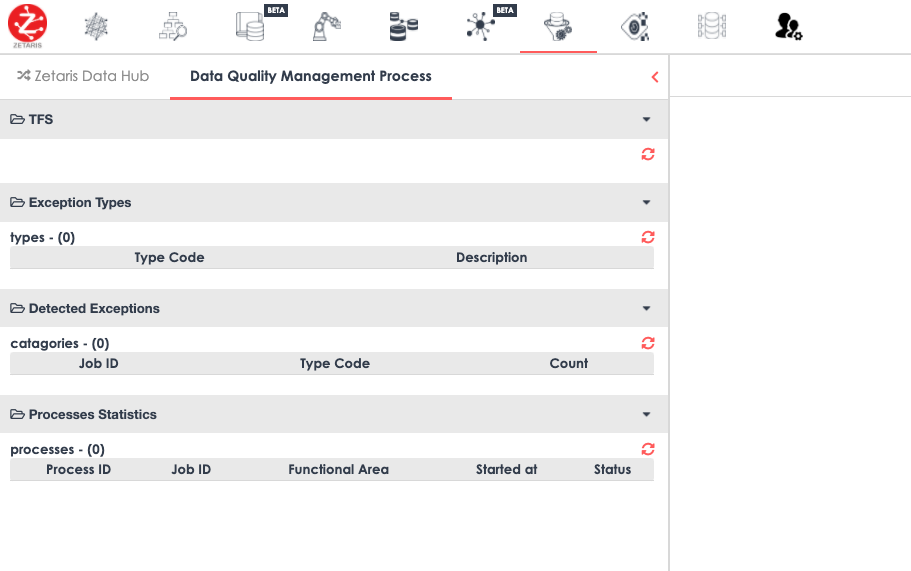 BETA
BETA
ZETARIS
Zetaris Data Hub
Data Quality Management Process
TFS
Exception Types
types - (0)
Type Code Description
Detected Exceptions
catagories - (0)
Job ID Type Code Count
Processes Statistics
processes - (0)
Process ID Job ID Functional Area Started at Status